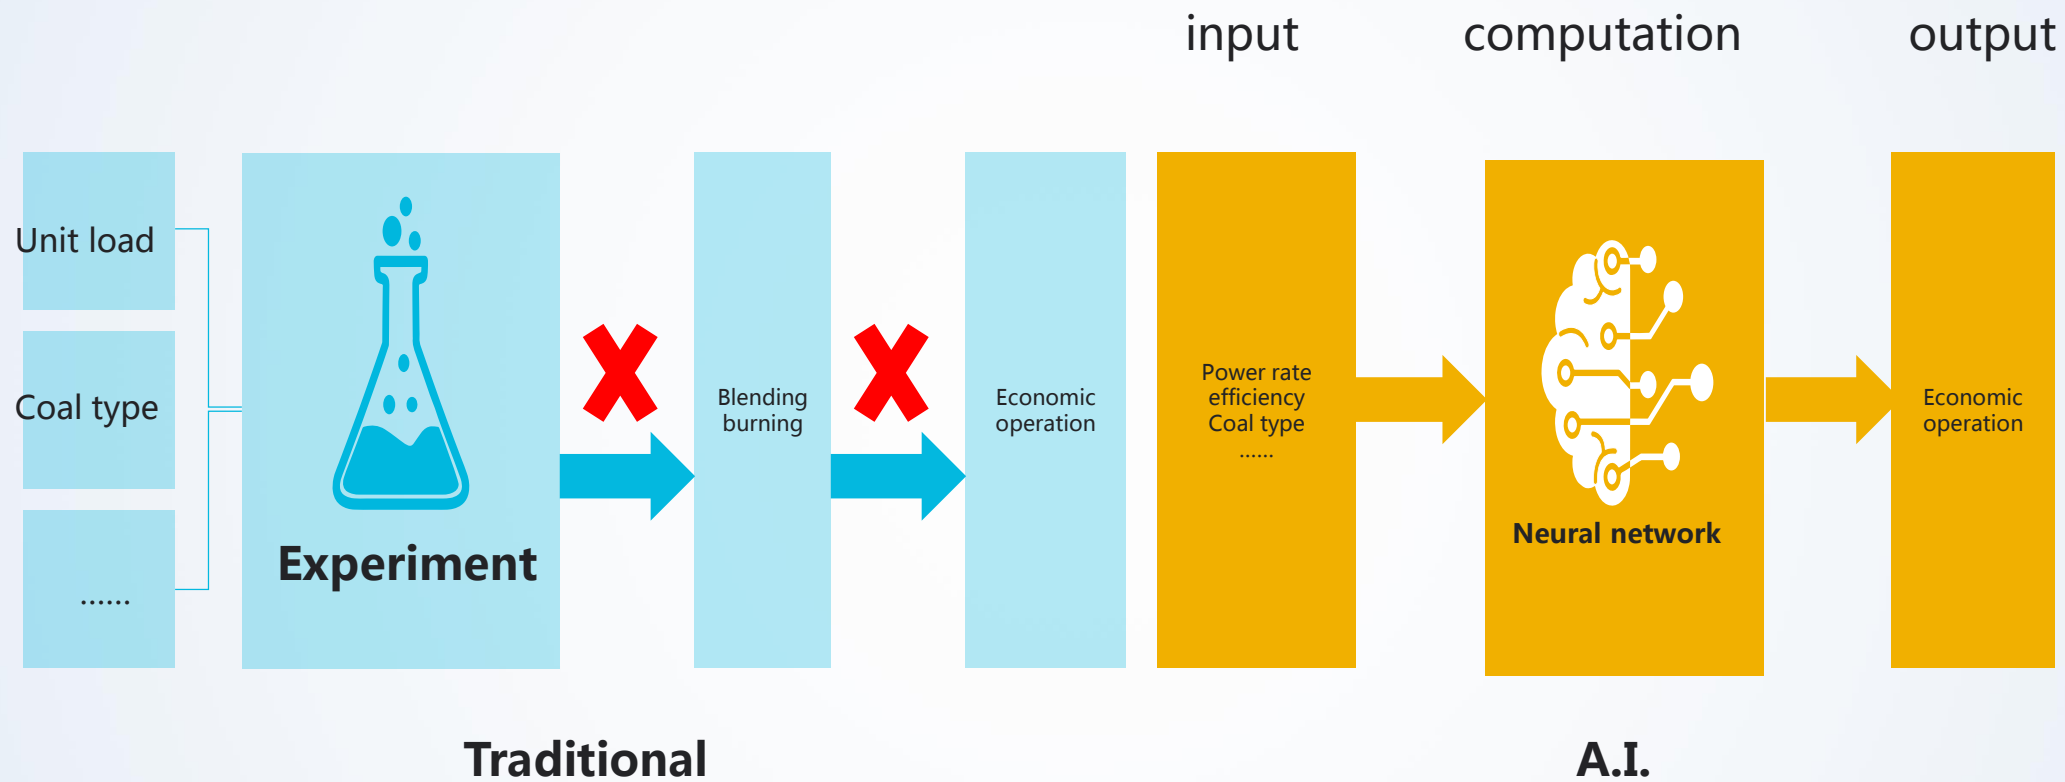 input
computation
output
Unit load
Coal type
......
Experiment
Blending
burning
Economic
operation
Power rate
efficiency
Coal type
......
Neural network
Economic
operation
Traditional
A.I.